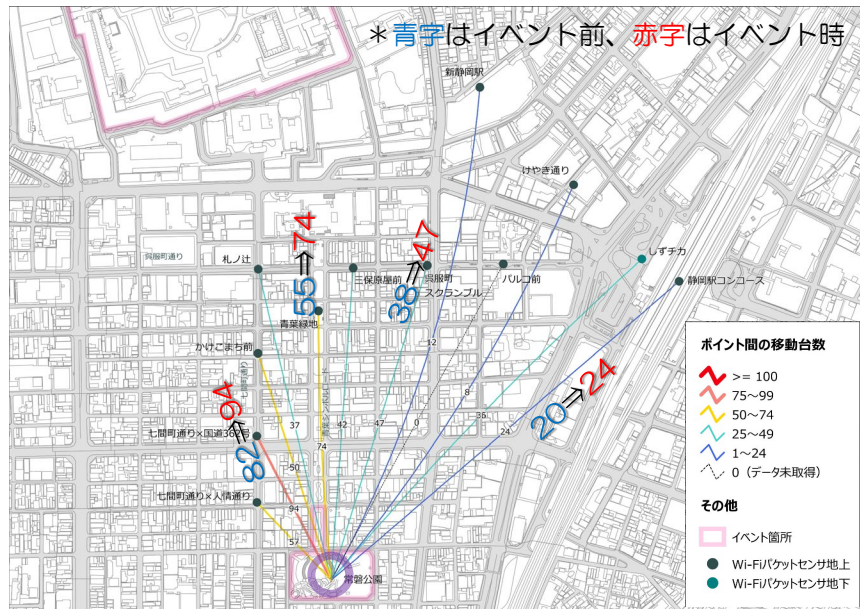 ＊青字はイベント前、赤字はイベント時
新静岡駅
けやき通り
しずチカ
静岡駅コンコース
呉服町通り
札ノ辻
55⇒74
三保原屋前
38⇒47
呉服町
スクランブル
パルコ前
青葉緑地
かけこまち前
12
8
36
24
20⇒24
37
42
0
74
82⇒94
七間町通り×国道362号
50
七間町通り×人情通り
94
57
常磐公園
ポイント間の移動台数
>= 100
75～99
50～74
25～49
1～24
0（データ未取得）
その他
イベント箇所
Wi-Fiパケットセンサ地上
Wi-Fiパケットセンサ地下